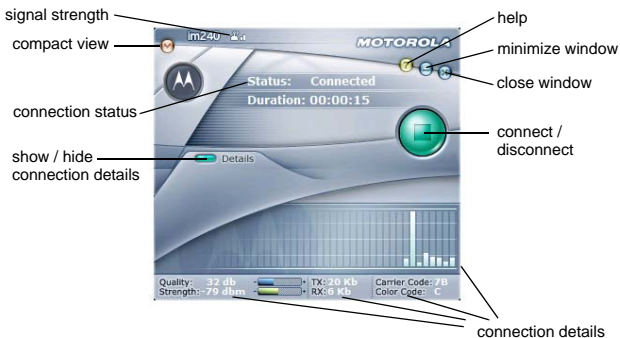 signal strength
compact view
connection status
show / hide
connection details
im240
MOTOROLA
Status: Connected
Duration: 00:00:15
Details
Quality: 32 db
Strength: -79 dbm
- +
- +
TX: 20 Kb
RX: 6 Kb
Carrier Code: 7B
Color Code: C
help
?
minimize window
close window
connect /
disconnect
connection details